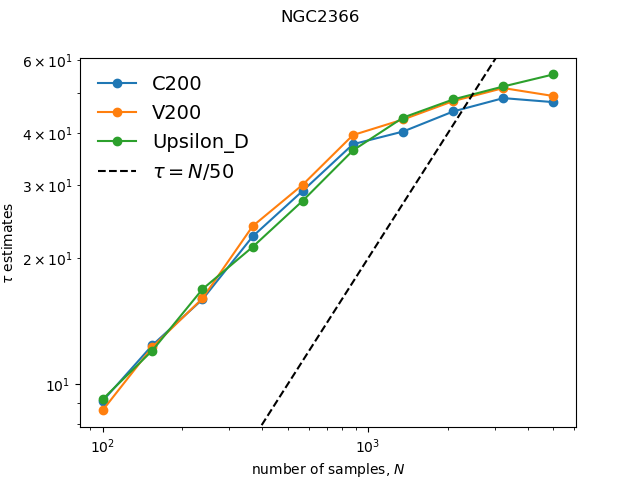 NGC2366
6 × 10¹
4 × 10¹
3 × 10¹
2 × 10¹
10¹
τ estimates
C200
V200
Upsilon_D
τ = N/50
10² 10³
number of samples, N